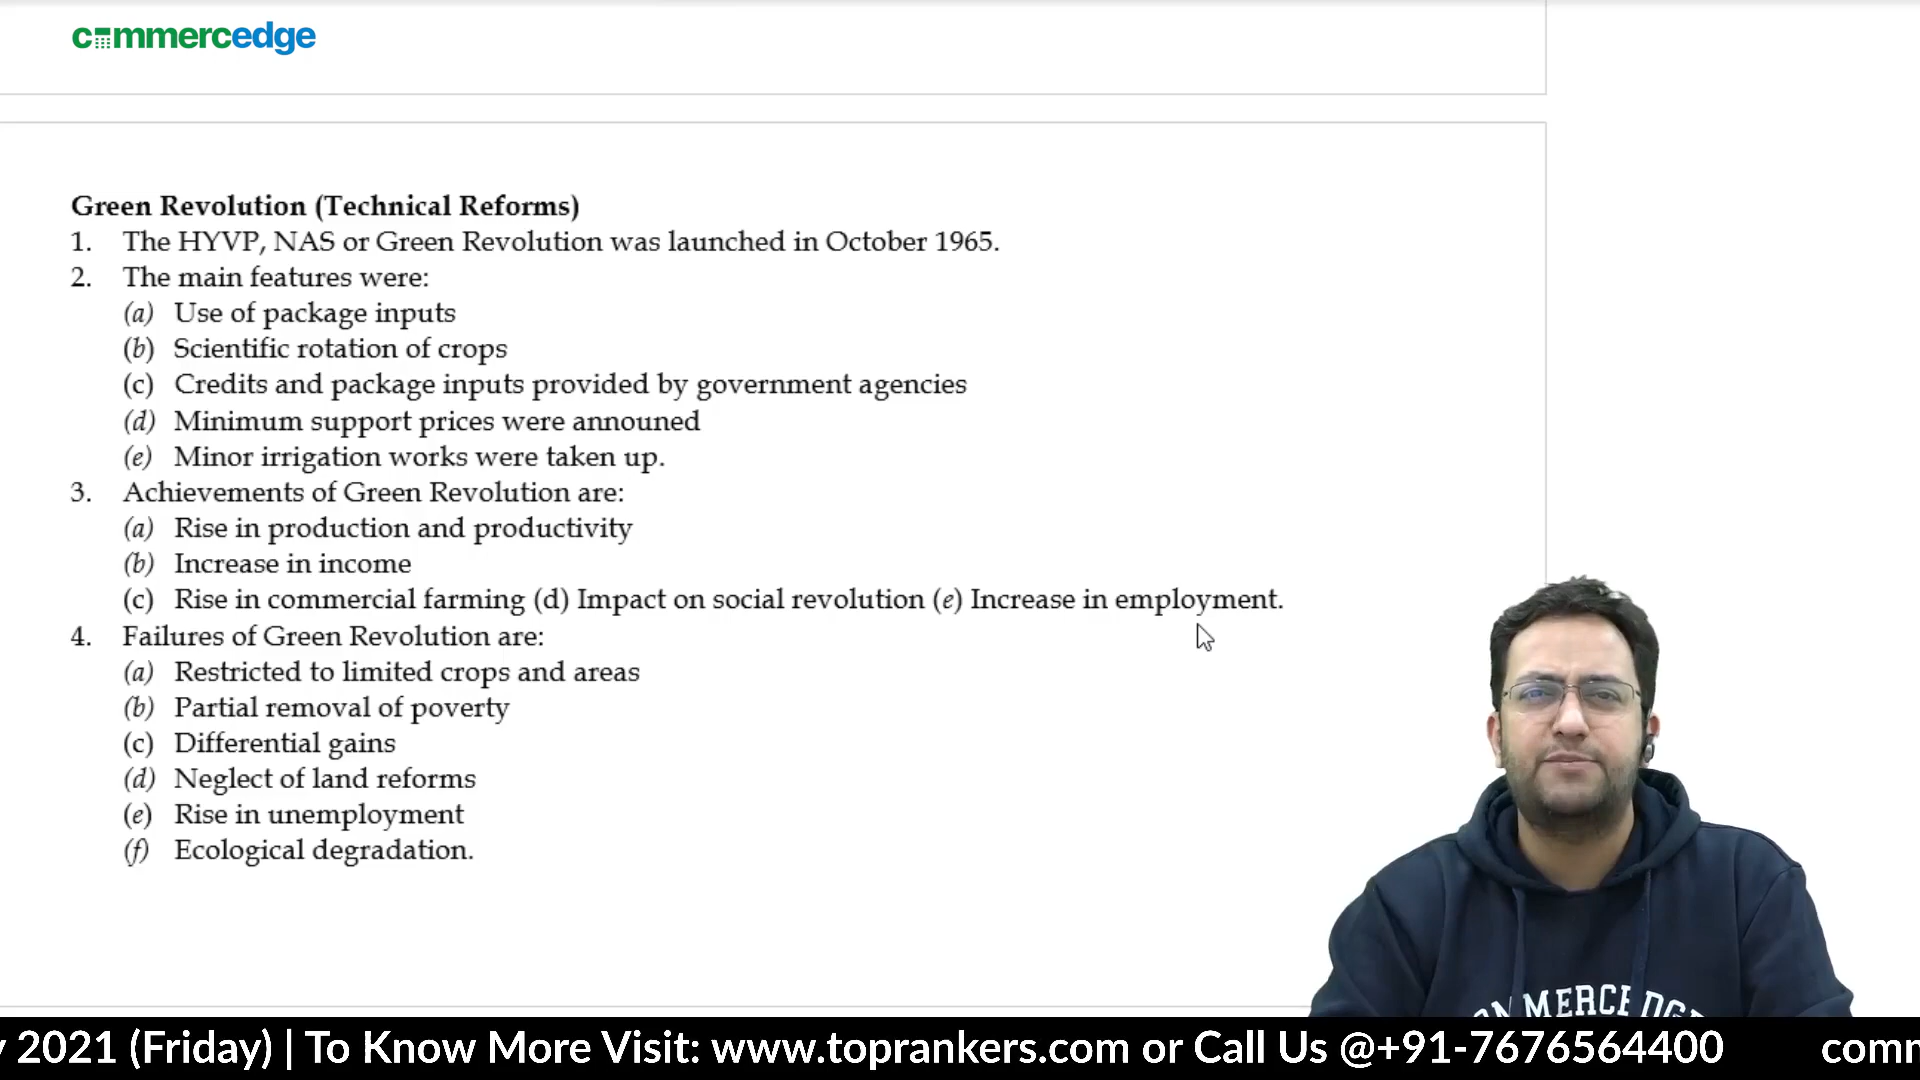 commercedge
Green Revolution (Technical Reforms)
1. The HYVP, NAS or Green Revolution was launched in October 1965.
2. The main features were:
(a) Use of package inputs
(b) Scientific rotation of crops
(c) Credits and package inputs provided by government agencies
(d) Minimum support prices were announed
(e) Minor irrigation works were taken up.
3. Achievements of Green Revolution are:
(a) Rise in production and productivity
(b) Increase in income
(c) Rise in commercial farming (d) Impact on social revolution (e) Increase in employment.
4. Failures of Green Revolution are:
(a) Restricted to limited crops and areas
(b) Partial removal of poverty
(c) Differential gains
(d) Neglect of land reforms
(e) Rise in unemployment
(f) Ecological degradation.
2021 (Friday) | To Know More Visit: www.toprankers.com or Call Us @+91-7676564400